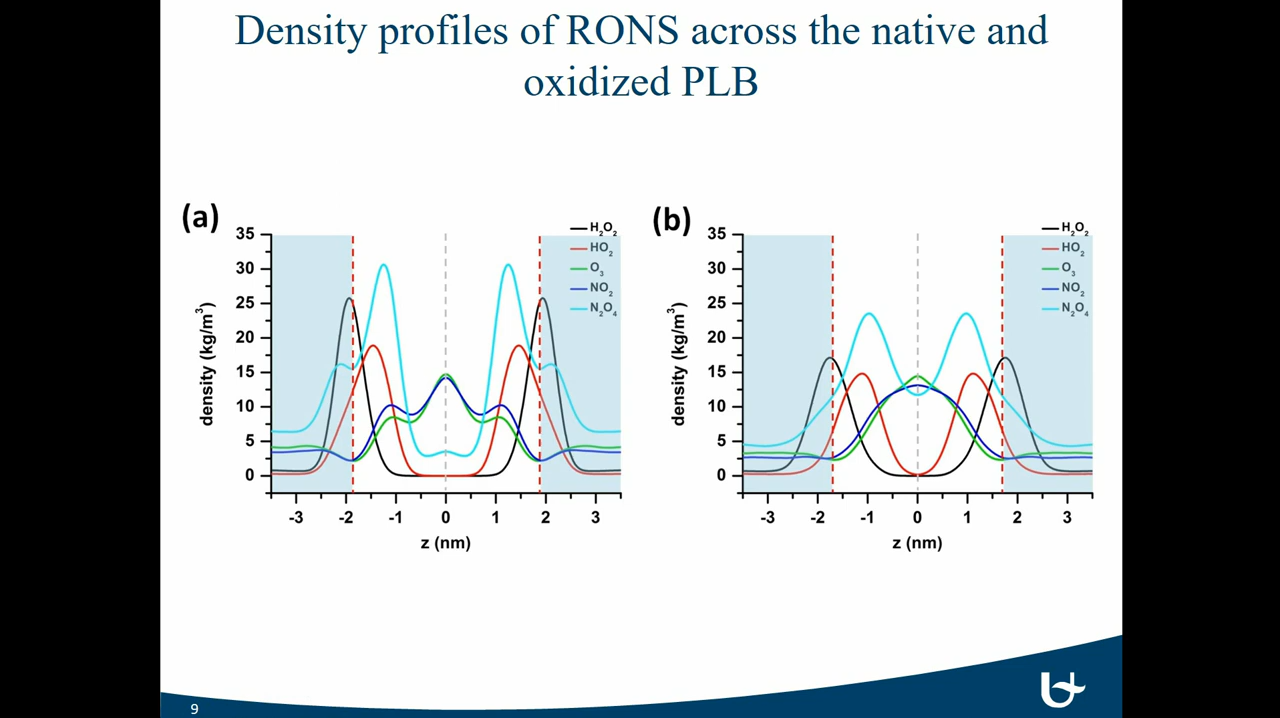 Density profiles of RONS across the native and
oxidized PLB
(a)
35
30
25
20
15
10
5
0
density (kg/m³)
-3 -2 -1 0 1 2 3
z (nm)
H₂O₂
HO₂
O₃
NO₂
N₂O₄
(b)
35
30
25
20
15
10
5
0
density (kg/m³)
-3 -2 -1 0 1 2 3
z (nm)
H₂O₂
HO₂
O₃
NO₂
N₂O₄
9